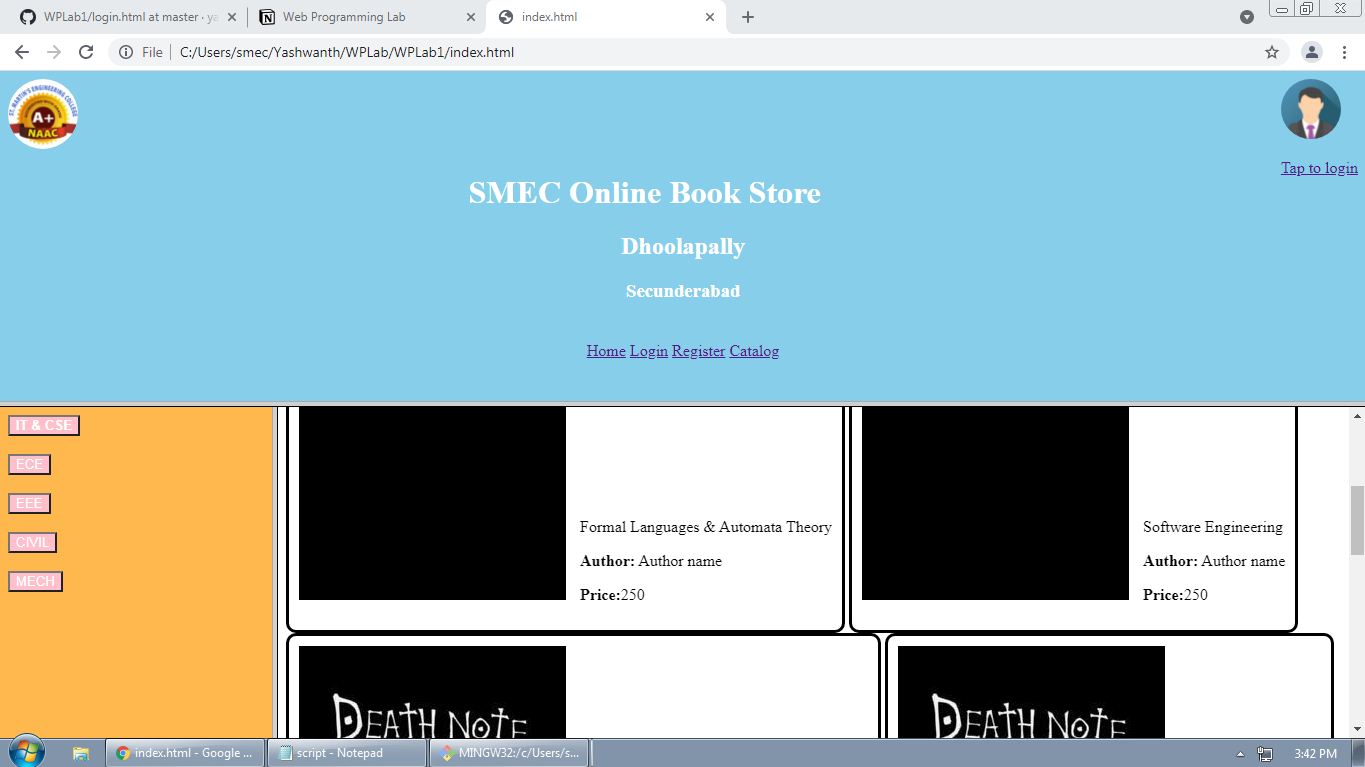 WPLab1/login.html at master · ya
Web Programming Lab
index.html
File
C:/Users/smec/Yashwanth/WPLab/WPLab1/index.html
ST. MARTIN'S ENGINEERING COLLEGE
A+
NAAC
Tap to login
SMEC Online Book Store
Dhoolapally
Secunderabad
Home Login Register Catalog
IT & CSE
ECE
EEE
CIVIL
MECH
Formal Languages & Automata Theory
Author: Author name
Price:250
Software Engineering
Author: Author name
Price:250
DEATH NOTE
DEATH NOTE
index.html - Google ...
script - Notepad
MINGW32:/c/Users/s...
3:42 PM